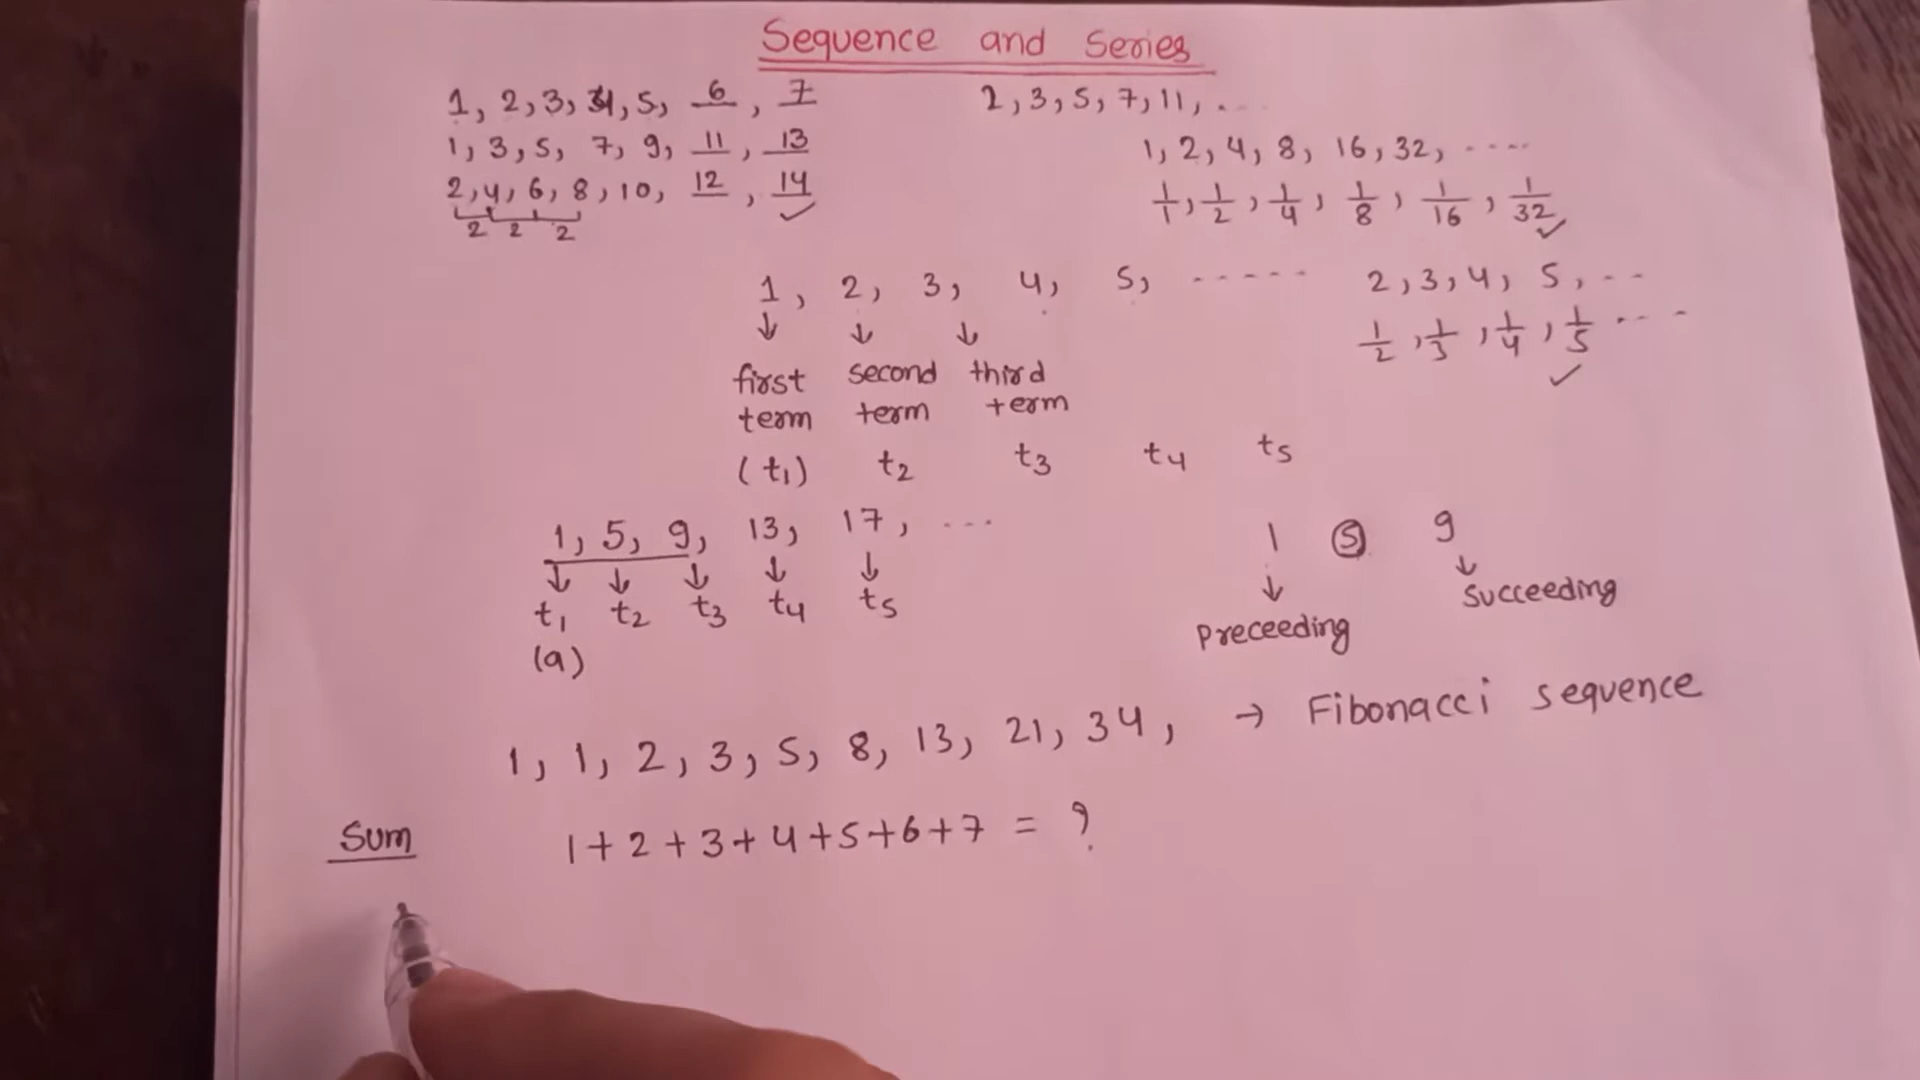 Sequence and Series
1, 2, 3, 4, 5, 6, 7
2, 3, 5, 7, 11, ...
1, 3, 5, 7, 9, 11, 13
1, 2, 4, 8, 16, 32, ....
2, 4, 6, 8, 10, 12, 14 ✓
2 2 2
1/1, 1/2, 1/4, 1/8, 1/16, 1/32 ✓
1, 2, 3, 4, 5, .....
2, 3, 4, 5, ...
↓ ↓ ↓
1/2, 1/3, 1/4, 1/5 .... ✓
first second third
term term term
(t1) t2 t3 t4 t5
1, 5, 9, 13, 17, ...
1 5 9
↓ ↓ ↓ ↓ ↓
↓ ↓
t1 t2 t3 t4 t5
Preceeding Succeeding
(a)
1, 1, 2, 3, 5, 8, 13, 21, 34, → Fibonacci sequence
Sum 1+2+3+4+5+6+7 = ?